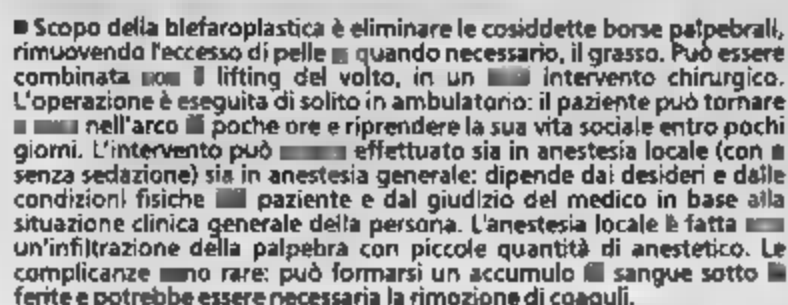 ■ Scopo della blefaroplastica è eliminare le cosiddette borse palpebrali,
rimuovendo l'eccesso di pelle quando necessario, il grasso. Può essere
combinata il lifting del volto, in un intervento chirurgico.
L'operazione è eseguita di solito in ambulatorio: il paziente può tornare
nell'arco poche ore e riprendere la sua vita sociale entro pochi
giorni. L'intervento può effettuato sia in anestesia locale (con
senza sedazione) sia in anestesia generale: dipende dai desideri e dalle
condizioni fisiche paziente e dal giudizio del medico in base alla
situazione clinica generale della persona. L'anestesia locale è fatta
un'infiltrazione della palpebra con piccole quantità di anestetico. Le
complicanze rare: può formarsi un accumulo sangue sotto
ferite e potrebbe essere necessaria la rimozione di coaguli.